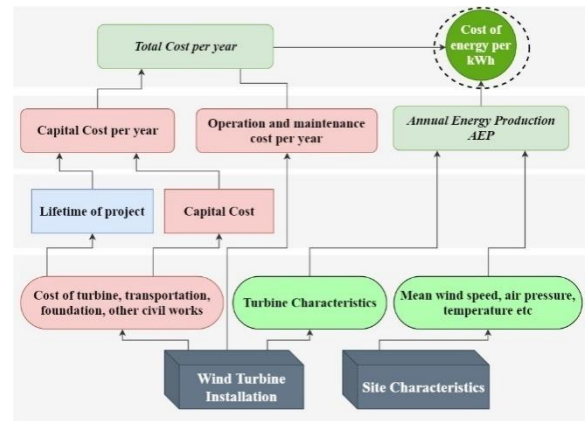 Total Cost per year
Cost of
energy per
kWh
Capital Cost per year
Operation and maintenance
cost per year
Annual Energy Production
AEP
Lifetime of project
Capital Cost
Cost of turbine, transportation,
foundation, other civil works
Turbine Characteristics
Mean wind speed, air pressure,
temperature etc
Wind Turbine
Installation
Site Characteristics